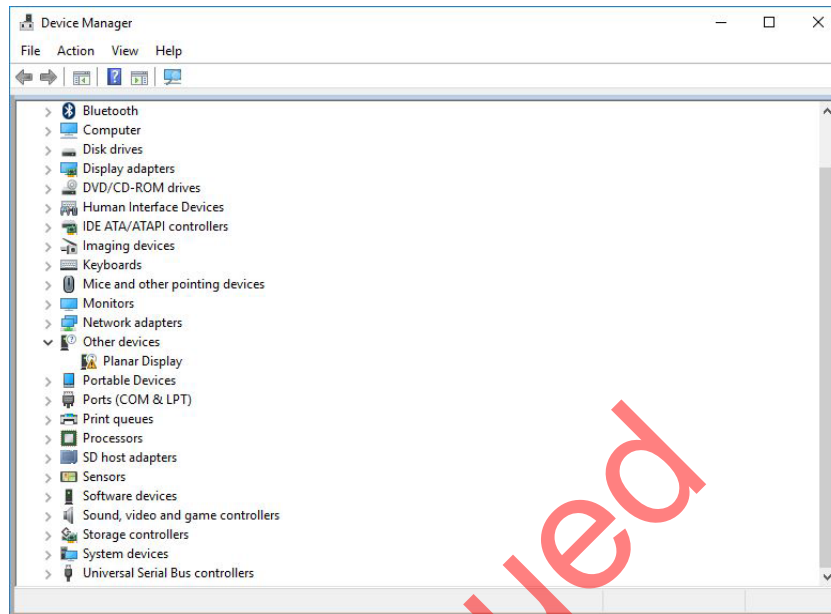 Device Manager
File Action View Help
Bluetooth
Computer
Disk drives
Display adapters
DVD/CD-ROM drives
Human Interface Devices
IDE ATA/ATAPI controllers
Imaging devices
Keyboards
Mice and other pointing devices
Monitors
Network adapters
Other devices
Planar Display
Portable Devices
Ports (COM & LPT)
Print queues
Processors
SD host adapters
Sensors
Software devices
Sound, video and game controllers
Storage controllers
System devices
Universal Serial Bus controllers
ued